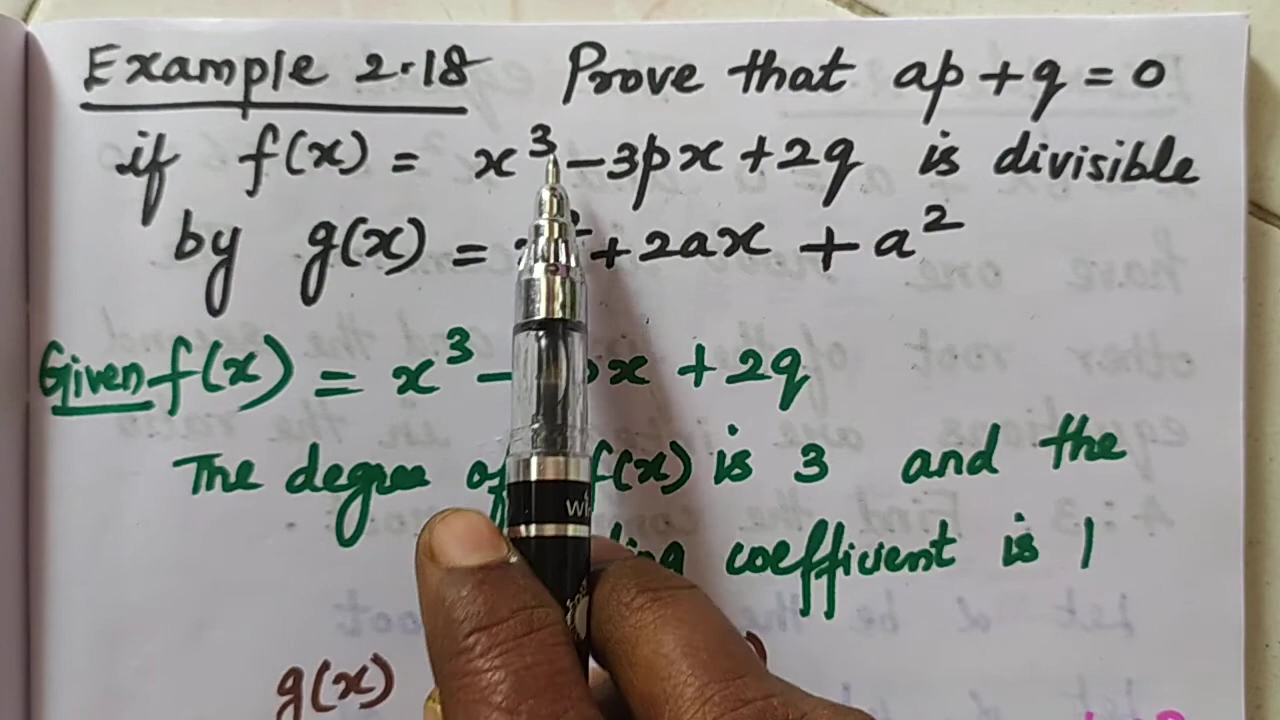 Example 2.18 Prove that ap + q = 0
if f(x) = x³ - 3px + 2q is divisible
by g(x) = + 2ax + a²
Given f(x) = x³ - x + 2q
The degree of f(x) is 3 and the
coefficient is 1
g(x)